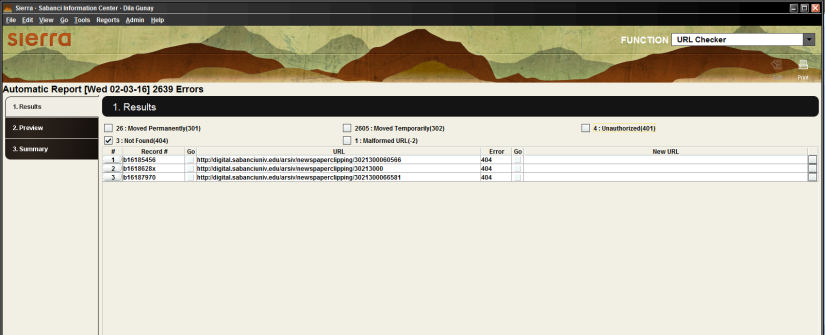 Sierra - Sabanci Information Center - Dila Gunay
File Edit View Go Tools Reports Admin Help
sierra
FUNCTION URL Checker
Print
Automatic Report [Wed 02-03-16] 2639 Errors
1. Results
2. Preview
3. Summary
1. Results
26 : Moved Permanently(301) 2605 : Moved Temporarily(302) 4 : Unauthorized(401)
3 : Not Found(404) 1 : Malformed URL(-2)
# Record # Go URL Error Go New URL
1 b16185456 http://digital.sabanciuniv.edu/arsiv/newspaperclipping/3021300060566 404
2 b1618628x http://digital.sabanciuniv.edu/arsiv/newspaperclipping/30213000 404
3 b16187970 http://digital.sabanciuniv.edu/arsiv/newspaperclipping/3021300066581 404